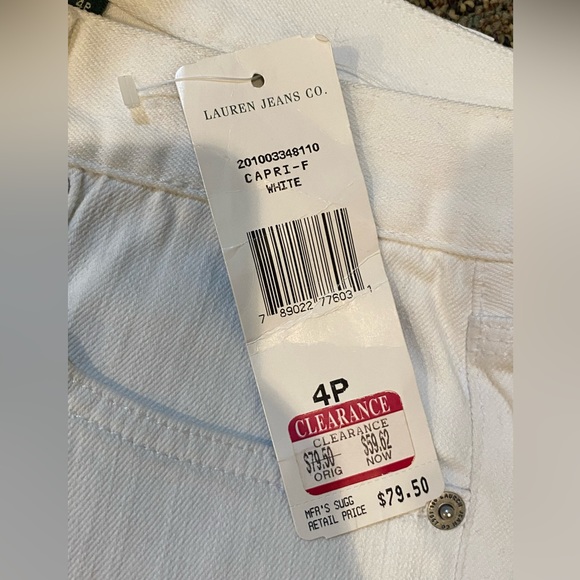 4P
LAUREN JEANS CO.
201003348110
CAPRI-F
WHITE
7 89022 77603 1
4P
CLEARANCE
CLEARANCE
$79.50 $59.62
ORIG NOW
MFR'S SUGG
RETAIL PRICE $79.50